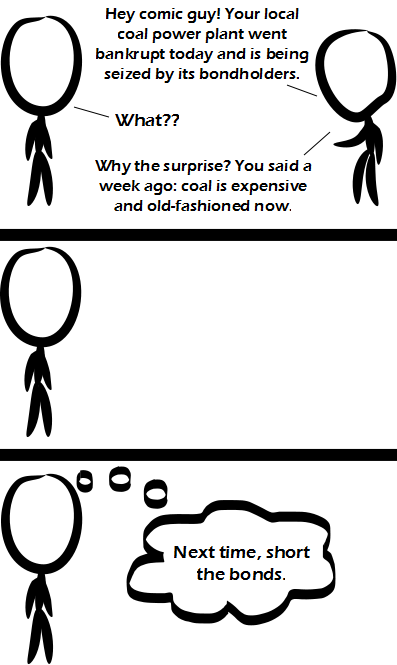 Hey comic guy! Your local
coal power plant went
bankrupt today and is being
seized by its bondholders.
What??
Why the surprise? You said a
week ago: coal is expensive
and old-fashioned now.
Next time, short
the bonds.